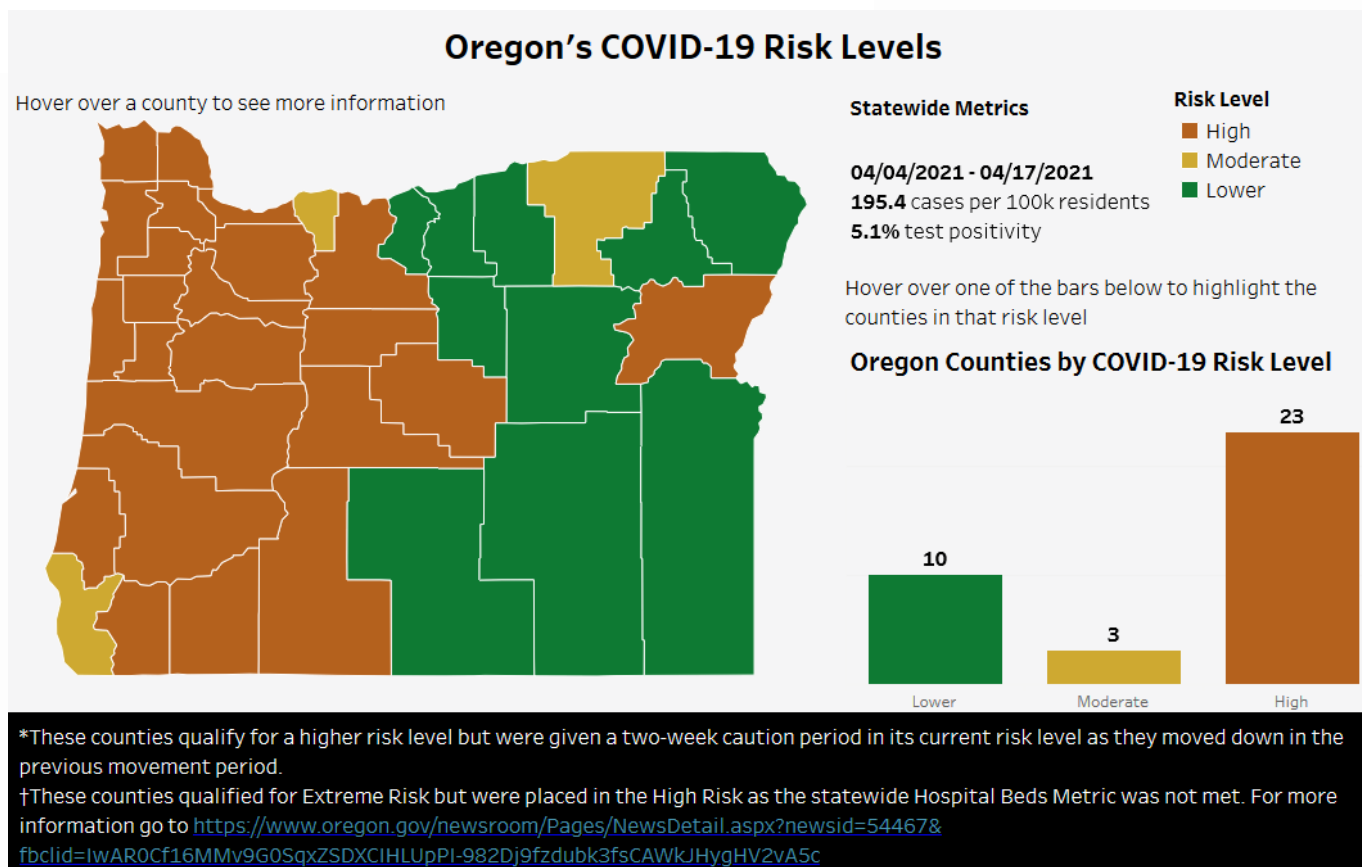 Oregon's COVID-19 Risk Levels
Hover over a county to see more information
Statewide Metrics
04/04/2021 - 04/17/2021
195.4 cases per 100k residents
5.1% test positivity
Risk Level
High
Moderate
Lower
Hover over one of the bars below to highlight the
counties in that risk level
Oregon Counties by COVID-19 Risk Level
10
3
23
Lower
Moderate
High
*These counties qualify for a higher risk level but were given a two-week caution period in its current risk level as they moved down in the
previous movement period.
†These counties qualified for Extreme Risk but were placed in the High Risk as the statewide Hospital Beds Metric was not met. For more
information go to https://www.oregon.gov/newsroom/Pages/NewsDetail.aspx?newsid=54467&
fbclid=IwAR0Cf16MMv9G0SqxZSDXCIHLUpPI-982Dj9fzdubk3fsCAWkJHygHV2vA5c